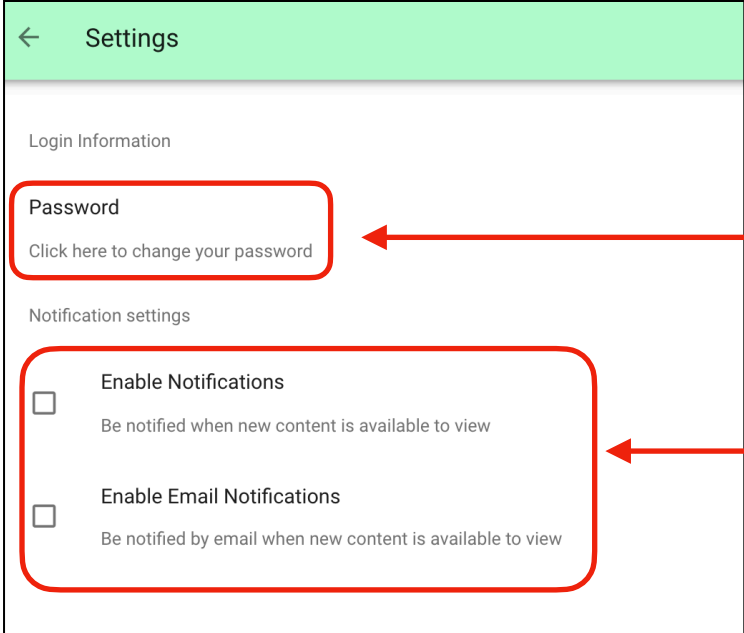 Settings
Login Information
Password
Click here to change your password
Notification settings
Enable Notifications
Be notified when new content is available to view
Enable Email Notifications
Be notified by email when new content is available to view